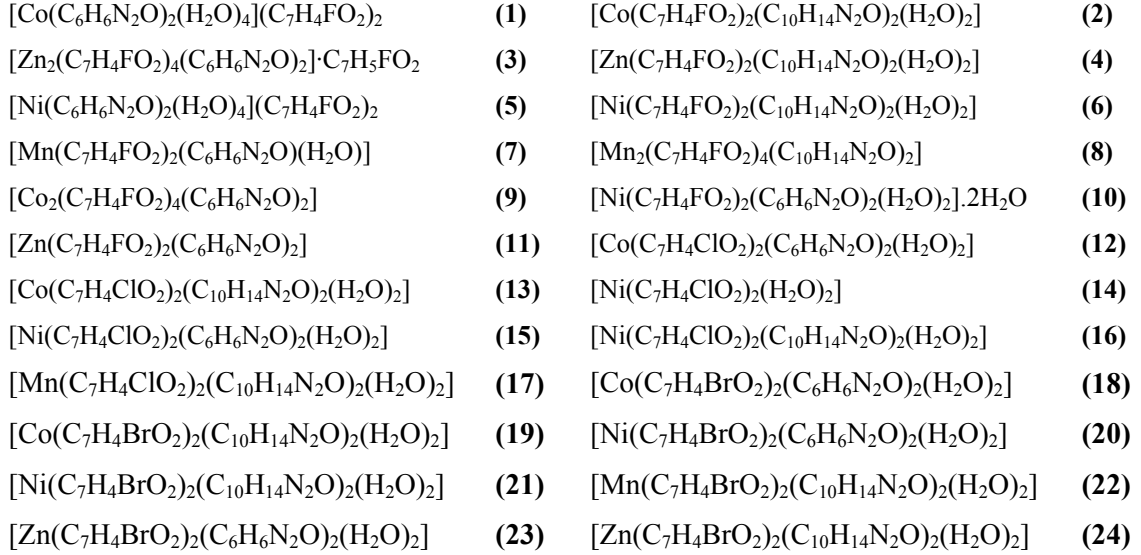 [Co(C₆H₆N₂O)₂(H₂O)₄](C₇H₄FO₂)₂ (1) [Co(C₇H₄FO₂)₂(C₁₀H₁₄N₂O)₂(H₂O)₂] (2)
[Zn₂(C₇H₄FO₂)₄(C₆H₆N₂O)₂]·C₇H₅FO₂ (3) [Zn(C₇H₄FO₂)₂(C₁₀H₁₄N₂O)₂(H₂O)₂] (4)
[Ni(C₆H₆N₂O)₂(H₂O)₄](C₇H₄FO₂)₂ (5) [Ni(C₇H₄FO₂)₂(C₁₀H₁₄N₂O)₂(H₂O)₂] (6)
[Mn(C₇H₄FO₂)₂(C₆H₆N₂O)(H₂O)] (7) [Mn₂(C₇H₄FO₂)₄(C₁₀H₁₄N₂O)₂] (8)
[Co₂(C₇H₄FO₂)₄(C₆H₆N₂O)₂] (9) [Ni(C₇H₄FO₂)₂(C₆H₆N₂O)₂(H₂O)₂].2H₂O (10)
[Zn(C₇H₄FO₂)₂(C₆H₆N₂O)₂] (11) [Co(C₇H₄ClO₂)₂(C₆H₆N₂O)₂(H₂O)₂] (12)
[Co(C₇H₄ClO₂)₂(C₁₀H₁₄N₂O)₂(H₂O)₂] (13) [Ni(C₇H₄ClO₂)₂(H₂O)₂] (14)
[Ni(C₇H₄ClO₂)₂(C₆H₆N₂O)₂(H₂O)₂] (15) [Ni(C₇H₄ClO₂)₂(C₁₀H₁₄N₂O)₂(H₂O)₂] (16)
[Mn(C₇H₄ClO₂)₂(C₁₀H₁₄N₂O)₂(H₂O)₂] (17) [Co(C₇H₄BrO₂)₂(C₆H₆N₂O)₂(H₂O)₂] (18)
[Co(C₇H₄BrO₂)₂(C₁₀H₁₄N₂O)₂(H₂O)₂] (19) [Ni(C₇H₄BrO₂)₂(C₆H₆N₂O)₂(H₂O)₂] (20)
[Ni(C₇H₄BrO₂)₂(C₁₀H₁₄N₂O)₂(H₂O)₂] (21) [Mn(C₇H₄BrO₂)₂(C₁₀H₁₄N₂O)₂(H₂O)₂] (22)
[Zn(C₇H₄BrO₂)₂(C₆H₆N₂O)₂(H₂O)₂] (23) [Zn(C₇H₄BrO₂)₂(C₁₀H₁₄N₂O)₂(H₂O)₂] (24)